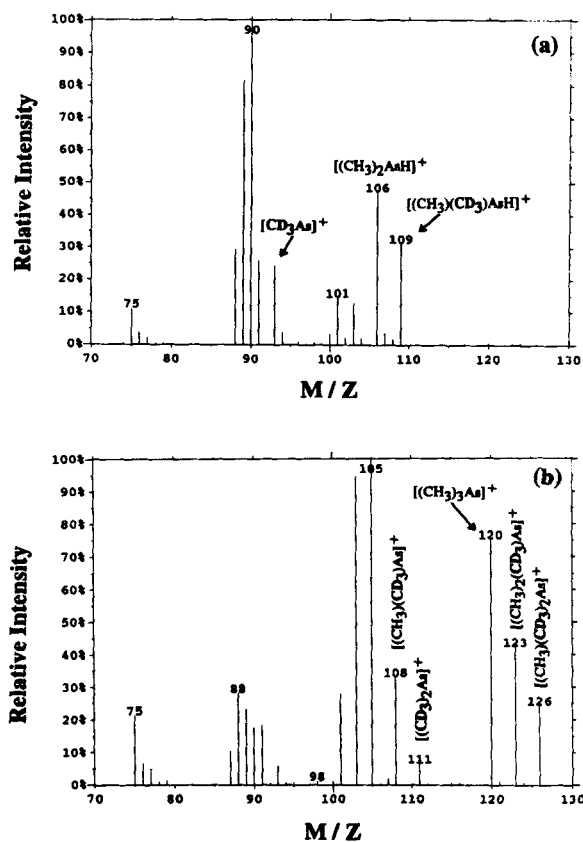 (a)
Relative Intensity
100%
90%
80%
70%
60%
50%
40%
30%
20%
10%
0%
90
[(CH₃)₂AsH]⁺
106
[(CH₃)(CD₃)AsH]⁺
109
[CD₃As]⁺
75
101
70 80 90 100 110 120 130
M / Z
(b)
Relative Intensity
100%
90%
80%
70%
60%
50%
40%
30%
20%
10%
0%
105
[(CH₃)₃As]⁺
120
[(CH₃)(CD₃)As]⁺
108
[(CD₃)₂As]⁺
111
[(CH₃)₂(CD₃)As]⁺
123
[(CH₃)(CD₃)₂As]⁺
126
75
98
70 80 90 100 110 120 130
M / Z